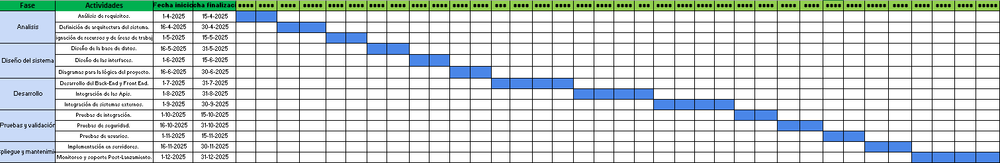 Fase Actividades Fecha inicio cha finalizaci
Analisis
Análisis de requisitos. 1-4-2025 15-4-2025
Definición de arquitectura del sistema. 16-4-2025 30-4-2025
ignación de recursos y de áreas de trabaj 1-5-2025 15-5-2025
Diseño del sistema
Diseño de la base de datos. 16-5-2025 31-5-2025
Diseño de las interfaces. 1-6-2025 15-6-2025
Diagramas para la lógica del proyecto. 16-6-2025 30-6-2025
Desarrollo
Desarrollo del Back-End y Front End. 1-7-2025 31-7-2025
Integración de las Apis. 1-8-2025 31-8-2025
Integración de sistemas externos. 1-9-2025 30-9-2025
Pruebas y validación
Pruebas de integración. 1-10-2025 15-10-2025
Pruebas de seguridad. 16-10-2025 31-10-2025
Pruebas de usuarios. 1-11-2025 15-11-2025
spliegue y mantenimie
Implementación en servidores. 16-11-2025 30-11-2025
Monitoreo y soporte Post-Lanzamiento. 1-12-2025 31-12-2025